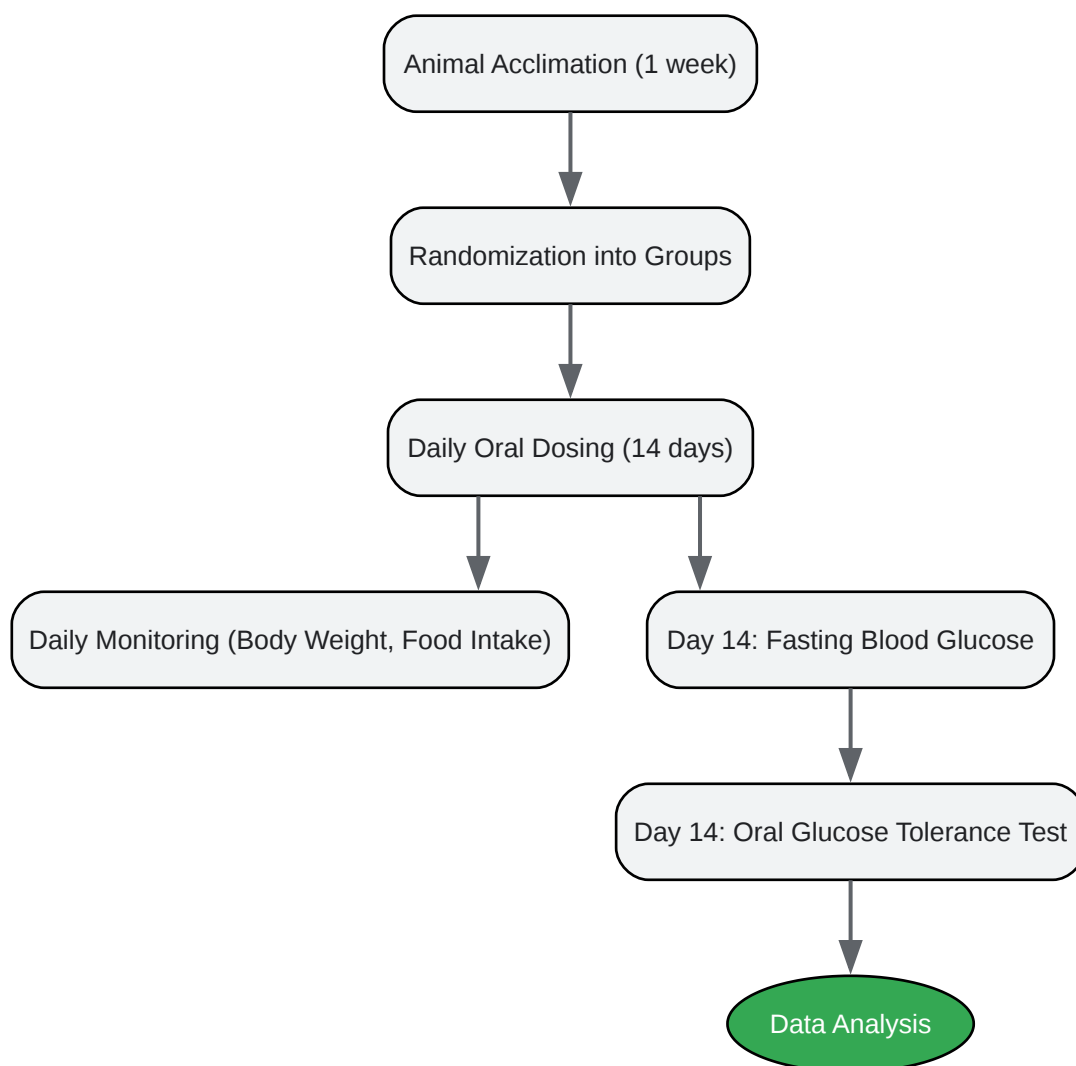 Animal Acclimation (1 week)
Randomization into Groups
Daily Oral Dosing (14 days)
Daily Monitoring (Body Weight, Food Intake)
Day 14: Fasting Blood Glucose
Day 14: Oral Glucose Tolerance Test
Data Analysis